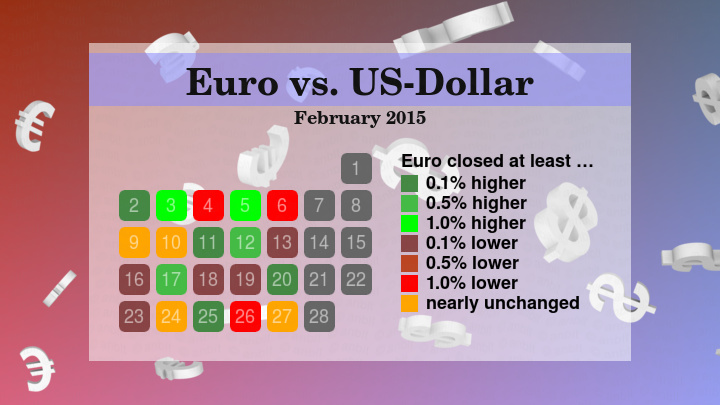 Euro vs. US-Dollar
February 2015
1
2 3 4 5 6 7 8
9 10 11 12 13 14 15
16 17 18 19 20 21 22
23 24 25 26 27 28
Euro closed at least …
0.1% higher
0.5% higher
1.0% higher
0.1% lower
0.5% lower
1.0% lower
nearly unchanged